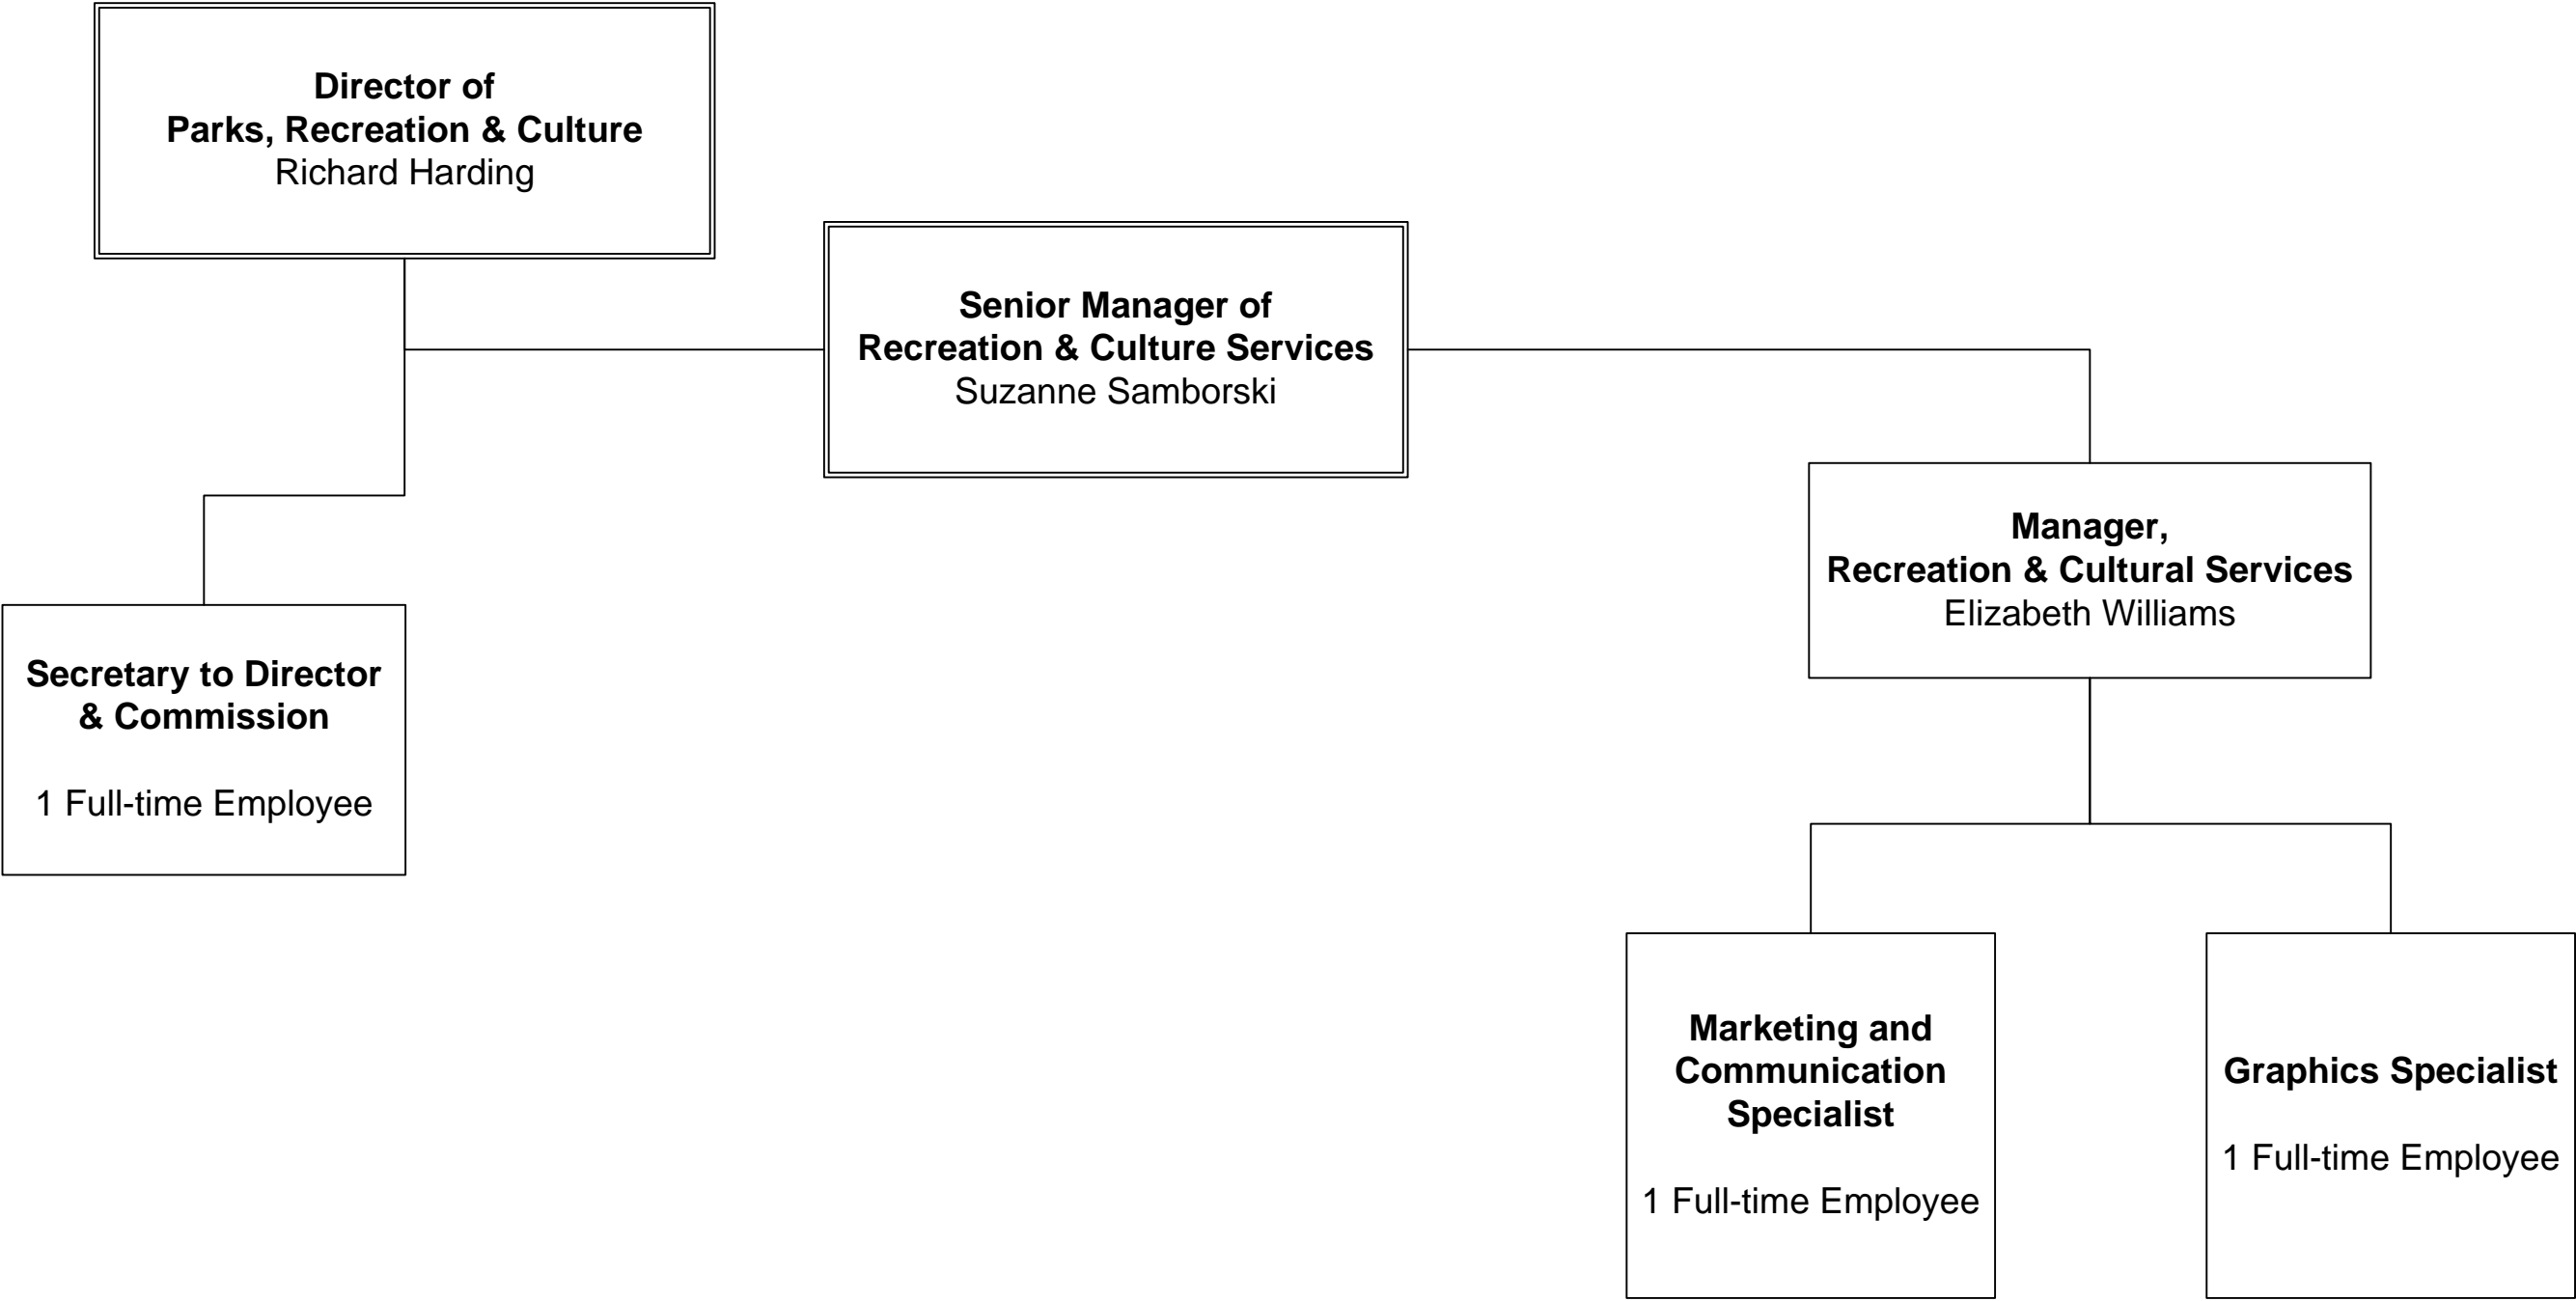 Director of
Parks, Recreation & Culture
Richard Harding
Senior Manager of
Recreation & Culture Services
Suzanne Samborski
Manager,
Recreation & Cultural Services
Elizabeth Williams
Secretary to Director
& Commission
1 Full-time Employee
Marketing and
Communication
Specialist
1 Full-time Employee
Graphics Specialist
1 Full-time Employee